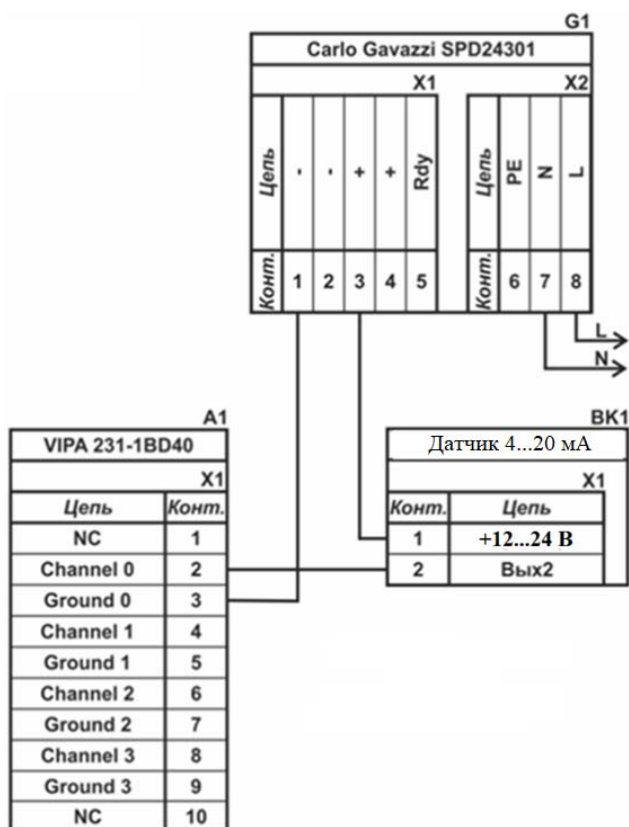 G1
Carlo Gavazzi SPD24301
X1 X2
Цепь - - + + Rdy Цепь PE N L
Конт. 1 2 3 4 5 Конт. 6 7 8
L
N
A1 BK1
VIPA 231-1BD40 Датчик 4...20 мА
X1 X1
Цепь Конт. Конт. Цепь
NC 1 1 +12...24 В
Channel 0 2 2 Вых2
Ground 0 3
Channel 1 4
Ground 1 5
Channel 2 6
Ground 2 7
Channel 3 8
Ground 3 9
NC 10